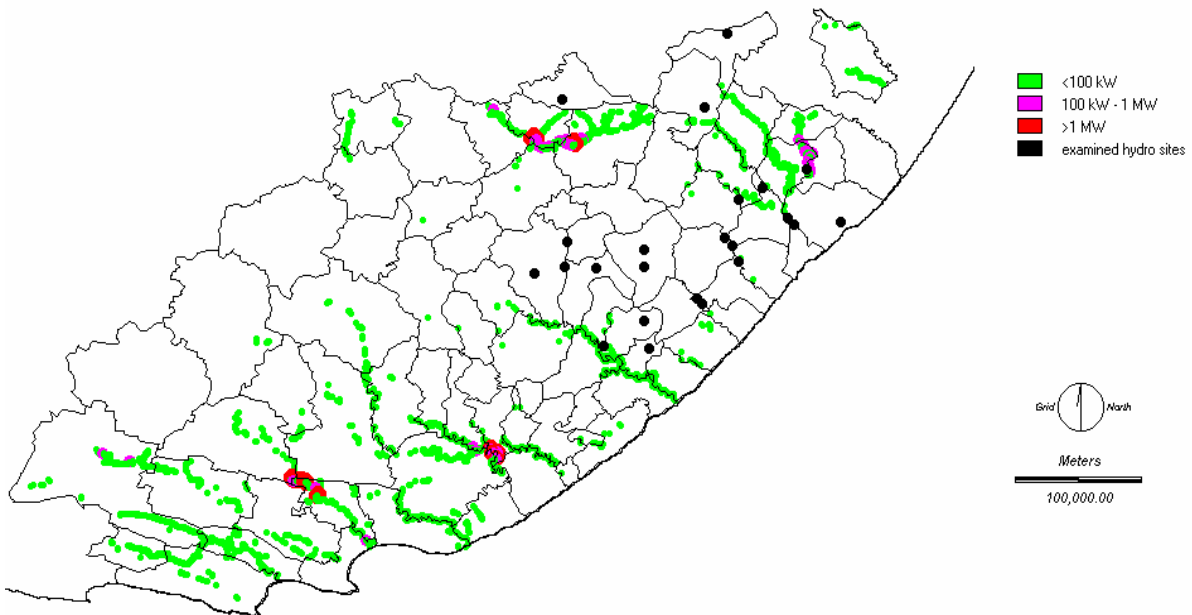 <100 kW
100 kW - 1 MW
>1 MW
examined hydro sites
Grid North
Meters
100,000.00